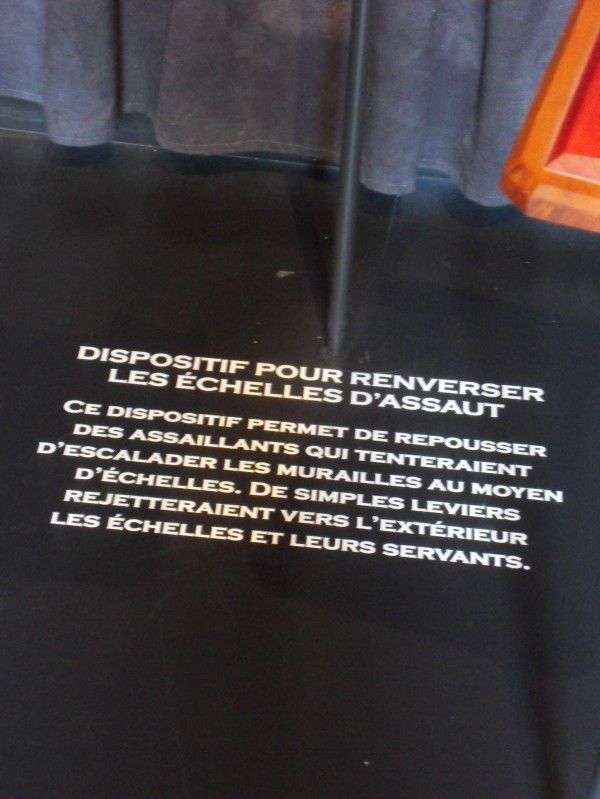 DISPOSITIF POUR RENVERSER
LES ÉCHELLES D'ASSAUT
CE DISPOSITIF PERMET DE REPOUSSER
DES ASSAILLANTS QUI TENTERAIENT
D'ESCALADER LES MURAILLES AU MOYEN
D'ÉCHELLES. DE SIMPLES LEVIERS
REJETTERAIENT VERS L'EXTÉRIEUR
LES ÉCHELLES ET LEURS SERVANTS.